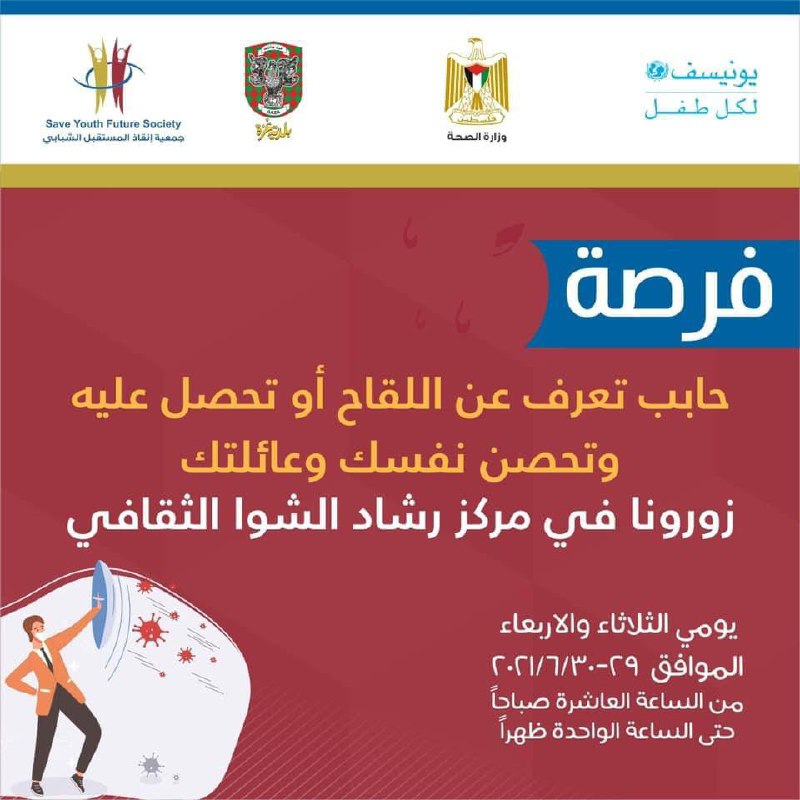 يونيسف
لكل طفل
فلسطين
وزارة الصحة
GAZA
بلدية غزة
Save Youth Future Society
جمعية إنقاذ المستقبل الشبابي
فرصة
حابب تعرف عن اللقاح أو تحصل عليه
وتحصن نفسك وعائلتك
زورونا في مركز رشاد الشوا الثقافي
يومي الثلاثاء والاربعاء
الموافق ٢٩-٢٠٢١/٦/٣٠
من الساعة العاشرة صباحاً
حتى الساعة الواحدة ظهراً